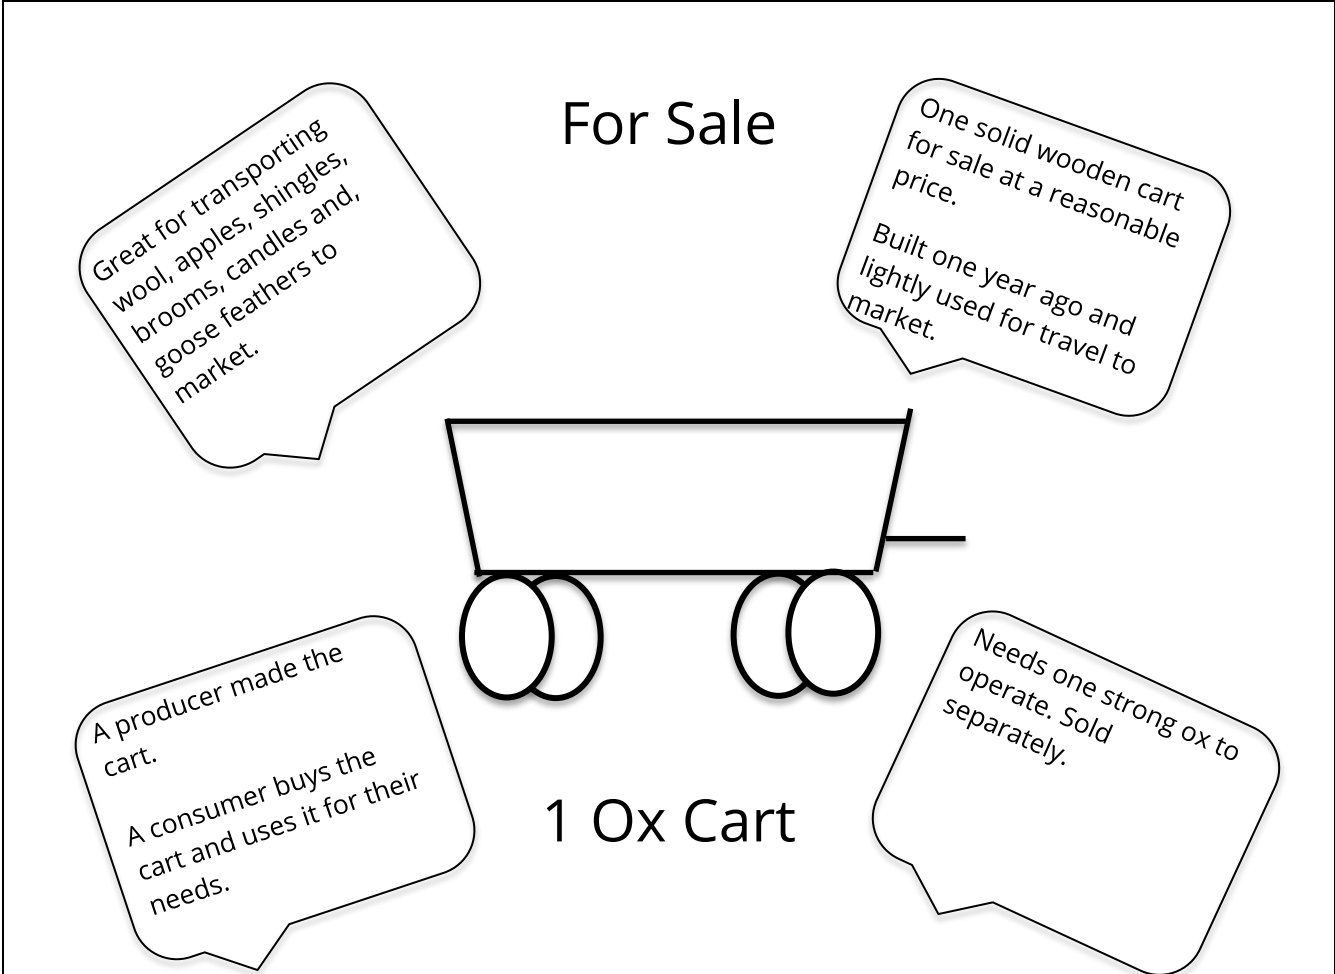 For Sale
Great for transporting
wool, apples, shingles,
brooms, candles and,
goose feathers to
market.
One solid wooden cart
for sale at a reasonable
price.
Built one year ago and
lightly used for travel to
market.
A producer made the
cart.
A consumer buys the
cart and uses it for their
needs.
Needs one strong ox to
operate. Sold
separately.
1 Ox Cart